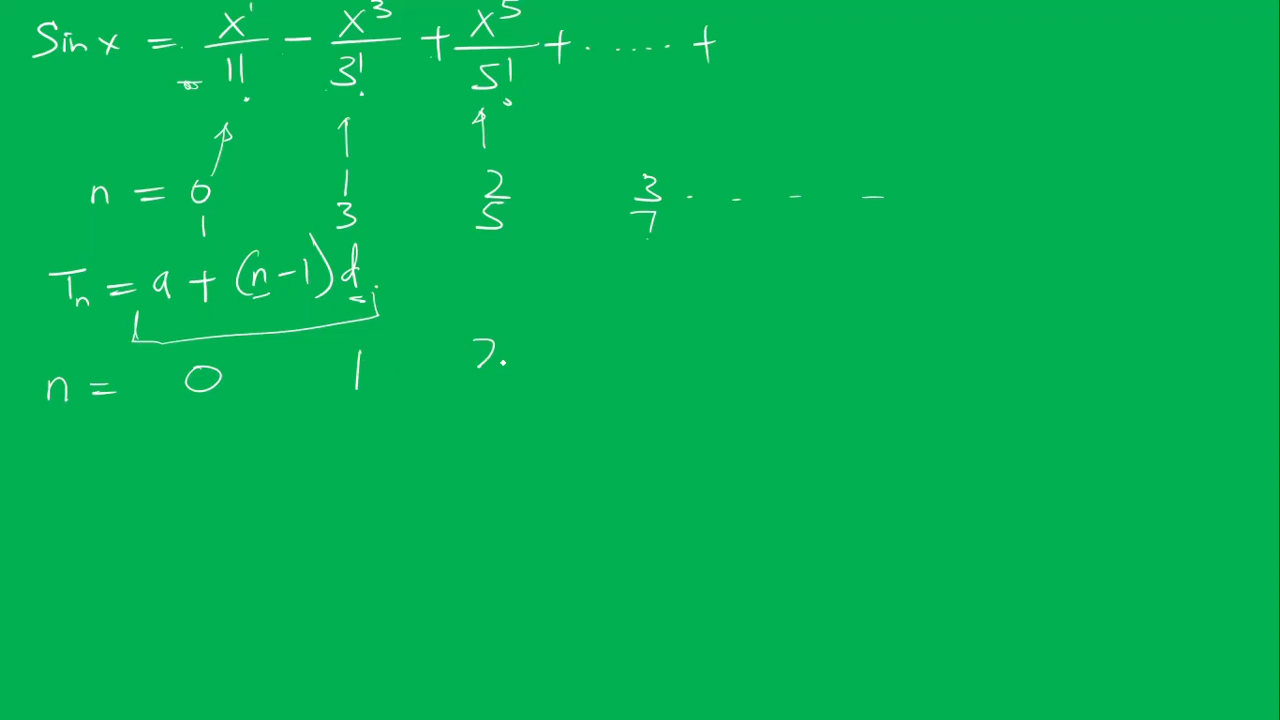 Sin x = x¹/1! - x³/3! + x⁵/5! + ...... +
n = 0 1 2 3 . - - -
1 3 5 7
Tₙ = a + (n-1)d
n = 0 1 2